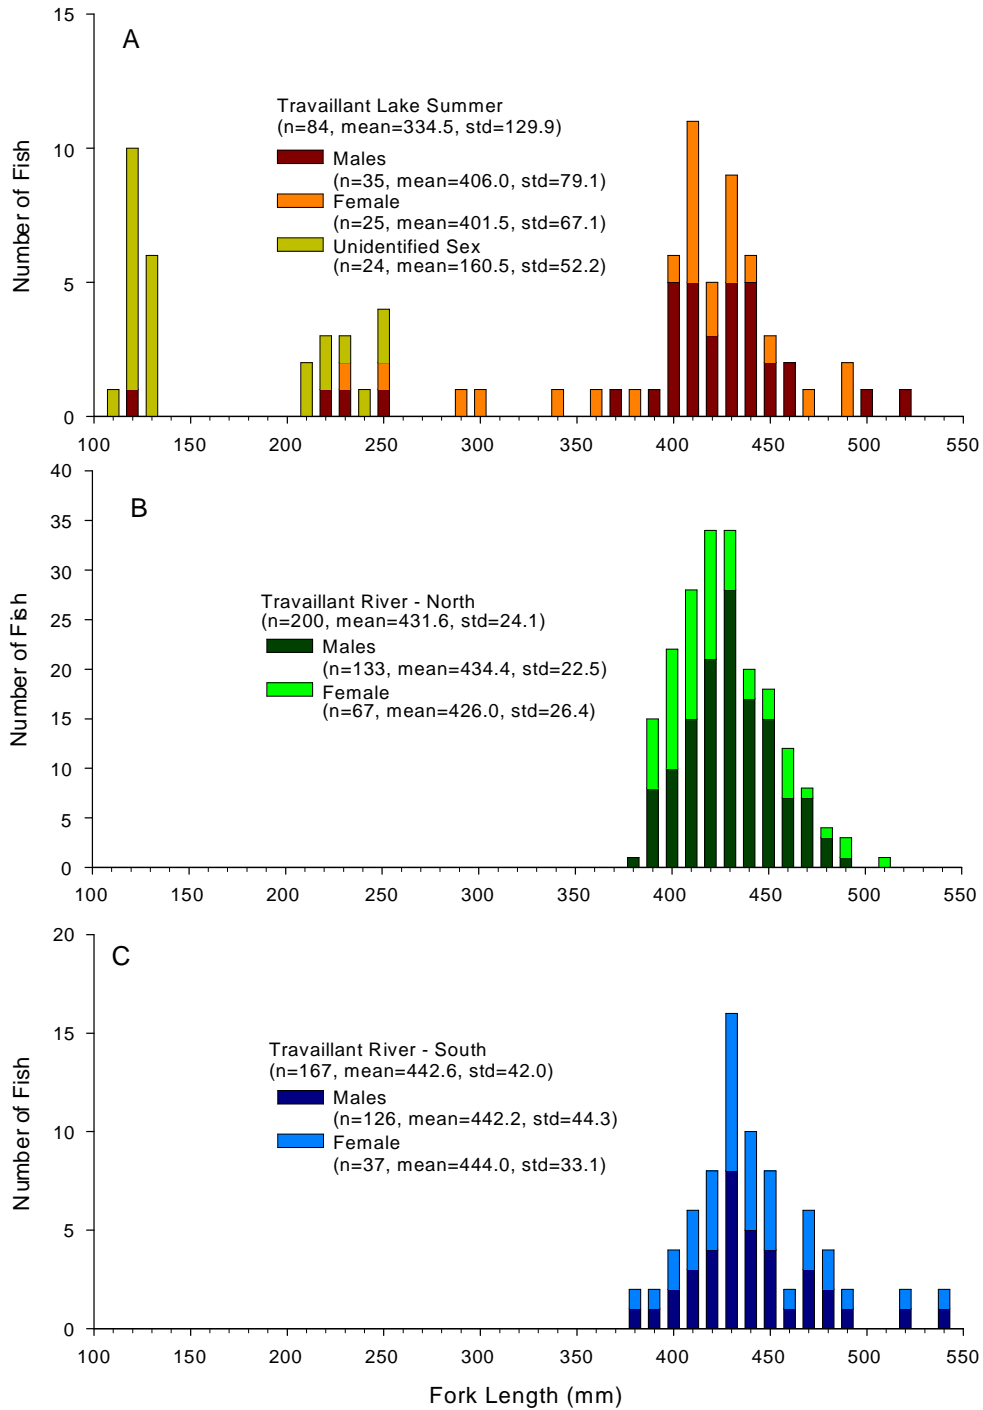 15
A
Travaillant Lake Summer
(n=84, mean=334.5, std=129.9)
10
Males
(n=35, mean=406.0, std=79.1)
Female
(n=25, mean=401.5, std=67.1)
Unidentified Sex
(n=24, mean=160.5, std=52.2)
5
0
Number of Fish
100 150 200 250 300 350 400 450 500 550
40
B
35
30
Travaillant River - North
(n=200, mean=431.6, std=24.1)
25
Males
(n=133, mean=434.4, std=22.5)
20
Female
(n=67, mean=426.0, std=26.4)
15
10
5
0
Number of Fish
100 150 200 250 300 350 400 450 500 550
20
C
15
Travaillant River - South
(n=167, mean=442.6, std=42.0)
Males
(n=126, mean=442.2, std=44.3)
10
Female
(n=37, mean=444.0, std=33.1)
5
0
Number of Fish
100 150 200 250 300 350 400 450 500 550
Fork Length (mm)